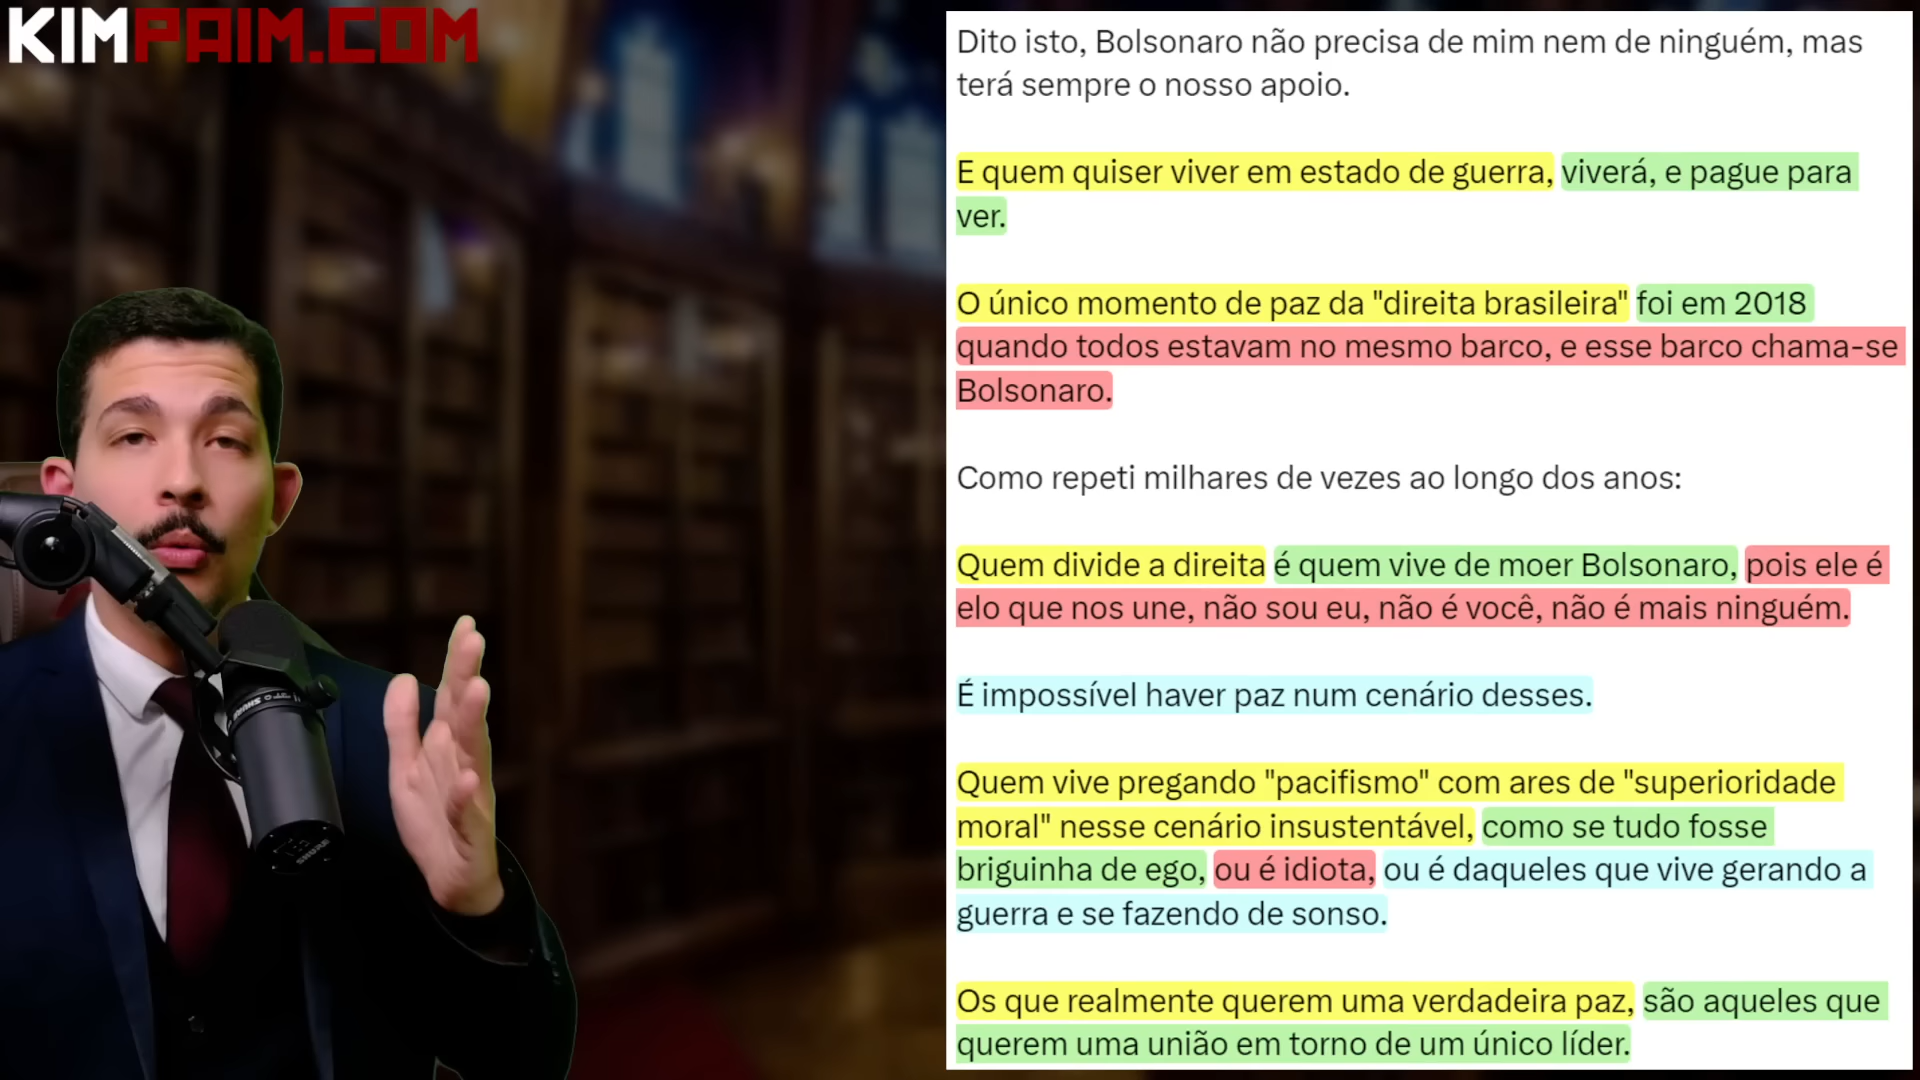 KIMPAIM.COM
Dito isto, Bolsonaro não precisa de mim nem de ninguém, mas
terá sempre o nosso apoio.
E quem quiser viver em estado de guerra, viverá, e pague para
ver.
O único momento de paz da "direita brasileira" foi em 2018
quando todos estavam no mesmo barco, e esse barco chama-se
Bolsonaro.
Como repeti milhares de vezes ao longo dos anos:
Quem divide a direita é quem vive de moer Bolsonaro, pois ele é
elo que nos une, não sou eu, não é você, não é mais ninguém.
É impossível haver paz num cenário desses.
Quem vive pregando "pacifismo" com ares de "superioridade
moral" nesse cenário insustentável, como se tudo fosse
briguinha de ego, ou é idiota, ou é daqueles que vive gerando a
guerra e se fazendo de sonso.
Os que realmente querem uma verdadeira paz, são aqueles que
querem uma união em torno de um único líder.
SHURE